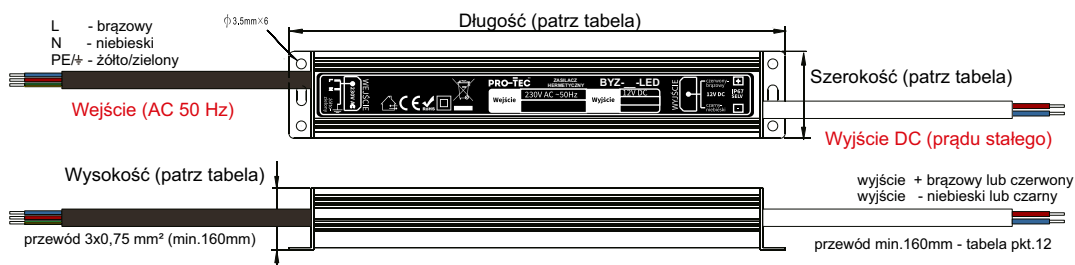 ϕ3.5mm×6
Długość (patrz tabela)
L - brązowy
N - niebieski
PE/⏚ - żółto/zielony
Wejście (AC 50 Hz)
WEJŚCIE
PRO-TEC
ZASILACZ
HERMETYCZNY
BYZ-__-LED
Wejście
230V AC ~50Hz
Wyjście
12V DC
WYJŚCIE
czerwony-
brązowy
12V DC
czarny-
niebieski
IP67
SELV
Szerokość (patrz tabela)
Wyjście DC (prądu stałego)
Wysokość (patrz tabela)
przewód 3x0,75 mm² (min.160mm)
wyjście + brązowy lub czerwony
wyjście - niebieski lub czarny
przewód min.160mm - tabela pkt.12